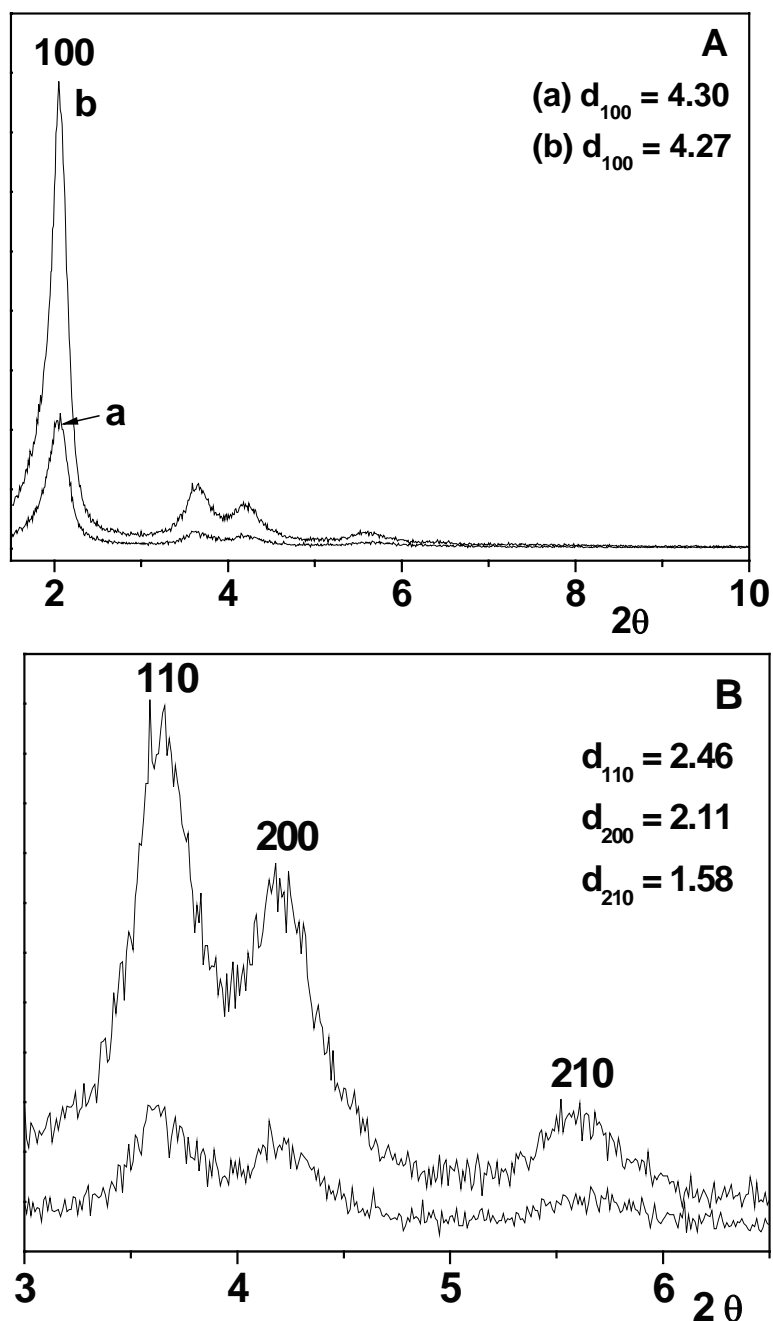 A
100
b
(a) d100 = 4.30
(b) d100 = 4.27
a
2 4 6 8 10
2θ
110
B
d110 = 2.46
200
d200 = 2.11
d210 = 1.58
210
3 4 5 6
2 θ